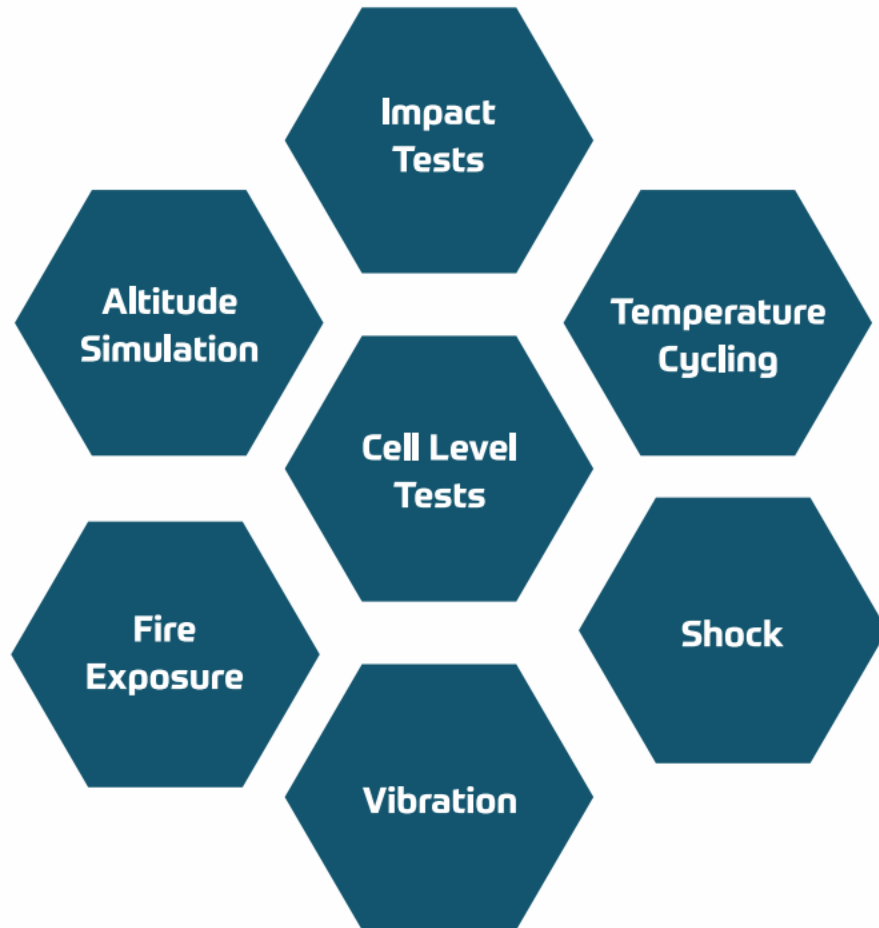 Impact
Tests
Altitude
Simulation
Temperature
Cycling
Cell Level
Tests
Fire
Exposure
Shock
Vibration